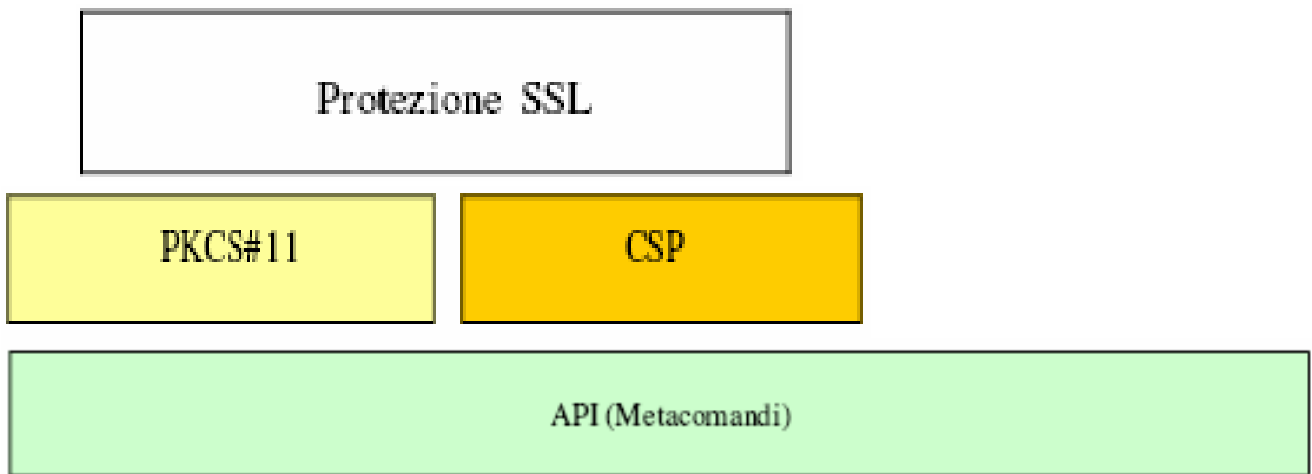 Protezione SSL
PKCS#11
CSP
API (Metacomandi)